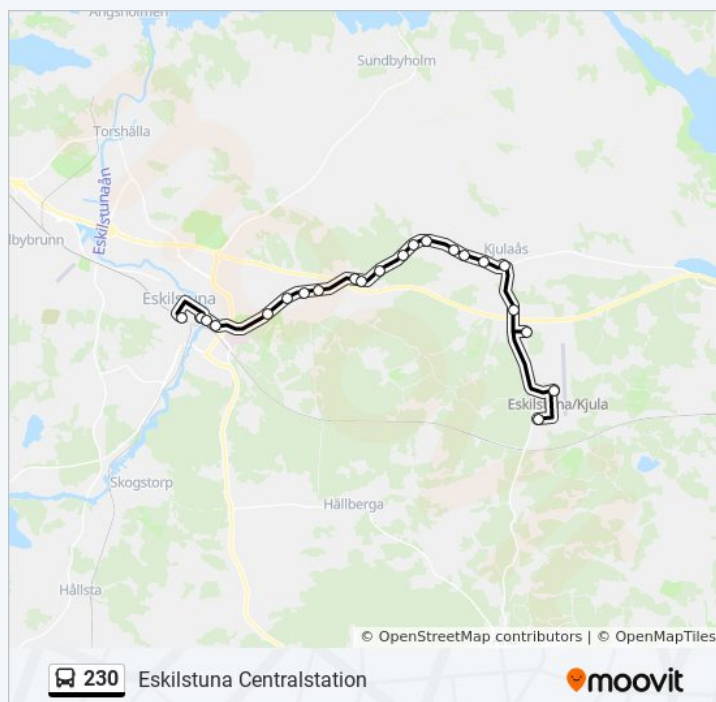 Ängsholmen
Sundbyholm
Torshälla
Eskilstunaån
lbybrunn
Kjulaås
Eskilstuna
Eskilstuna/Kjula
Skogstorp
Hällberga
Hållsta
© OpenStreetMap contributors | © OpenMapTiles
230 Eskilstuna Centralstation
moovit